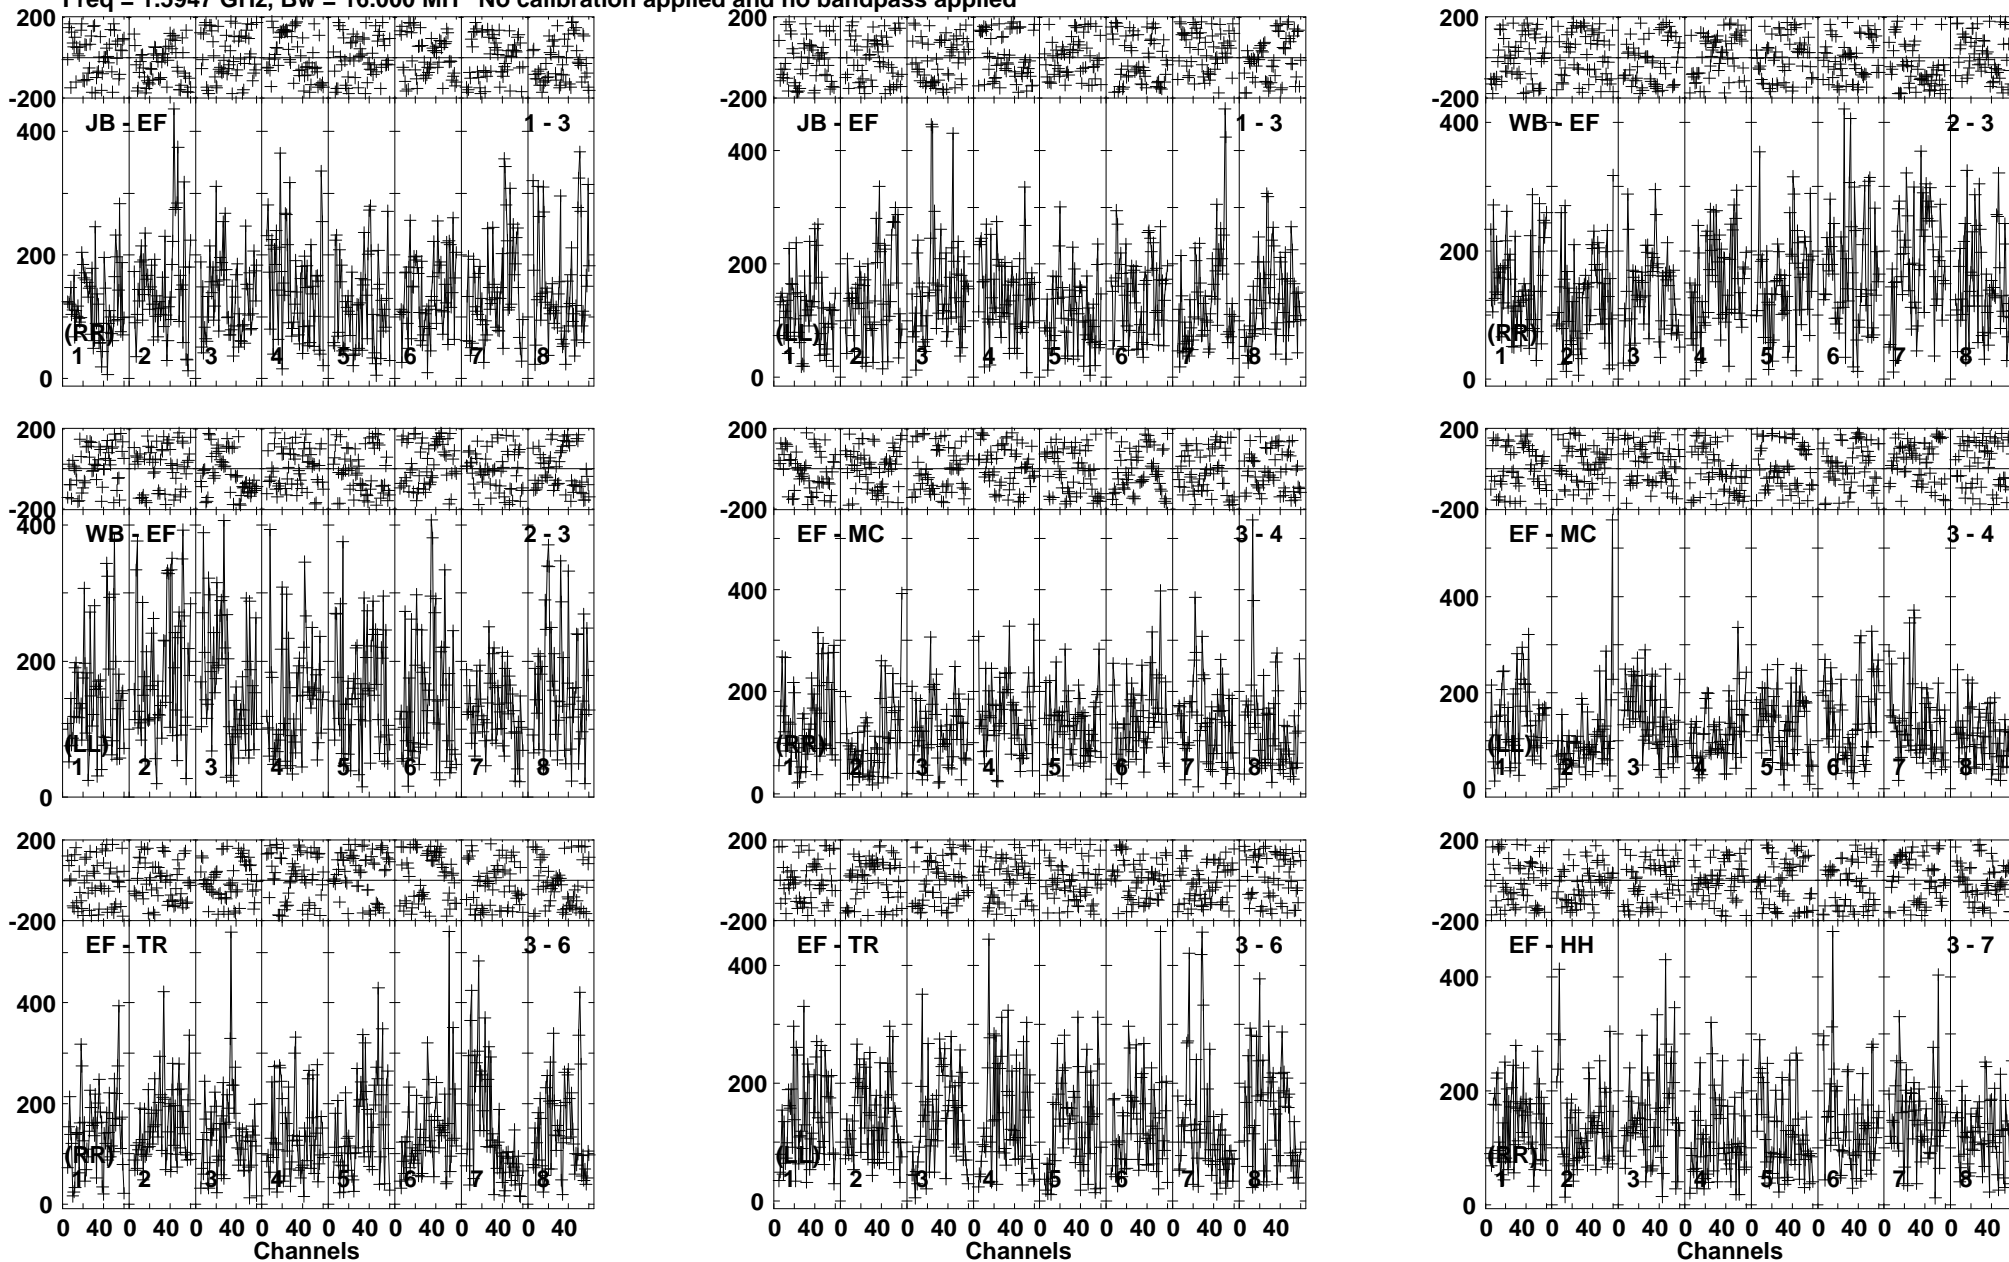 Freq = 1.5947 GHz, Bw = 16.000 MH No calibration applied and no bandpass applied
200 200 200
-200 -200 -200
JB - EF 1 - 3 JB - EF 1 - 3 WB - EF 2 - 3
400 400 400
200 200 200
(RR) (LL) (RR)
1 2 3 4 5 6 7 8 1 2 3 4 5 6 7 8 1 2 3 4 5 6 7 8
0 0 0
200 200 200
-200 -200 -200
WB - EF 2 - 3 EF - MC 3 - 4 EF - MC 3 - 4
400 400 400
200 200 200
(LL) (RR) (LL)
1 2 3 4 5 6 7 8 1 2 3 4 5 6 7 8 1 2 3 4 5 6 7 8
0 0 0
200 200 200
-200 -200 -200
EF - TR 3 - 6 EF - TR 3 - 6 EF - HH 3 - 7
400 400 400
200 200 200
(RR) (LL) (RR)
1 2 3 4 5 6 7 8 1 2 3 4 5 6 7 8 1 2 3 4 5 6 7 8
0 0 0
0 40 0 40 0 40 0 40 0 40 0 40 0 40 0 40 0 40 0 40 0 40 0 40 0 40 0 40 0 40 0 40 0 40 0 40 0 40 0 40 0 40 0 40 0 40 0 40
Channels Channels